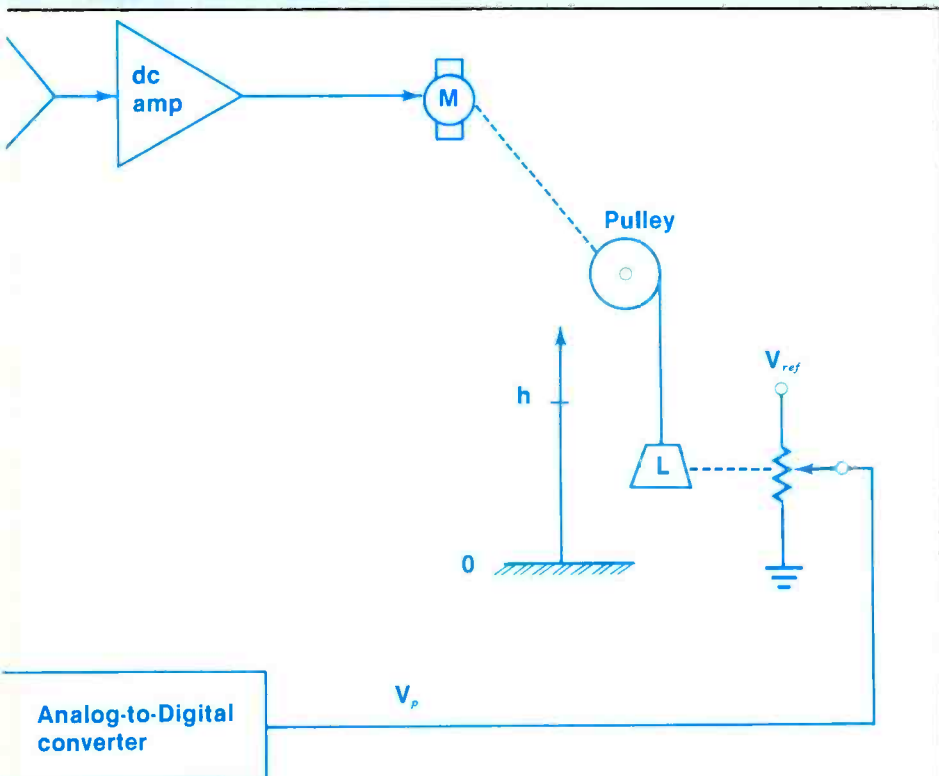 dc
amp
M
Pulley
V_ref
h
L
0
V_p
Analog-to-Digital
converter